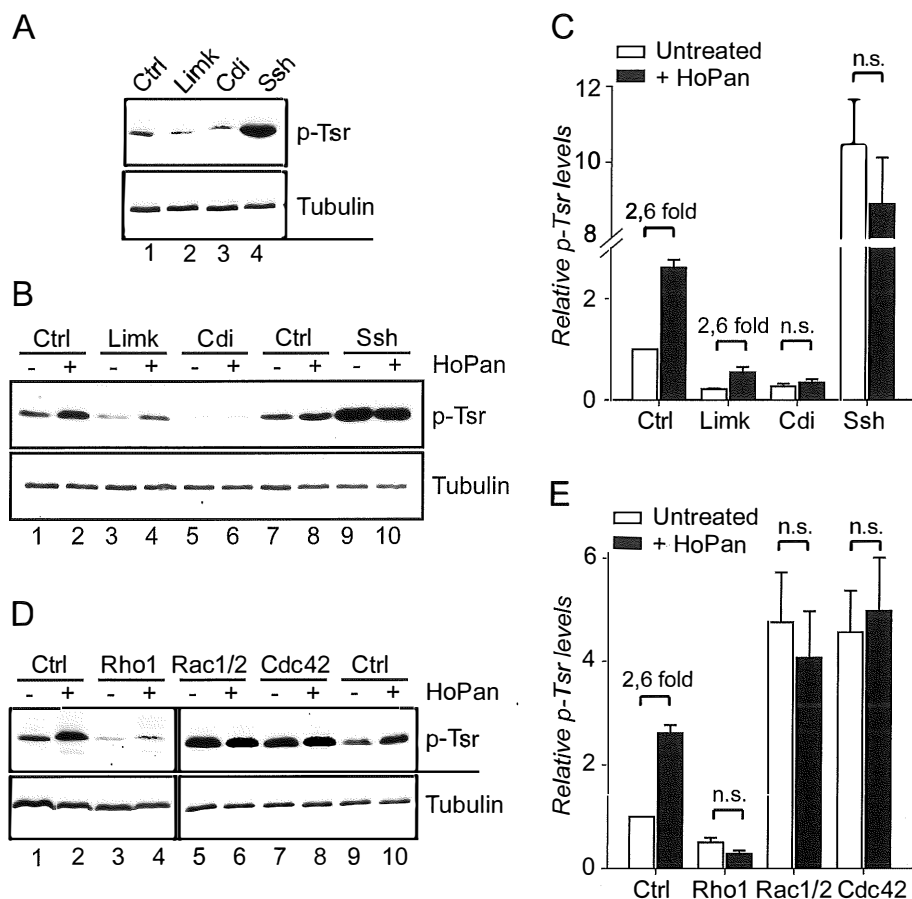 A
Ctrl Limk Cdi Ssh
p-Tsr
Tubulin
1 2 3 4
B
Ctrl Limk Cdi Ctrl Ssh
- + - + - + - + - + HoPan
p-Tsr
Tubulin
1 2 3 4 5 6 7 8 9 10
C
Untreated
+ HoPan
Relative p-Tsr levels
12
10
8
2
0
2,6 fold
2,6 fold
n.s.
n.s.
Ctrl Limk Cdi Ssh
D
Ctrl Rho1 Rac1/2 Cdc42 Ctrl
- + - + - + - + - + HoPan
p-Tsr
Tubulin
1 2 3 4 5 6 7 8 9 10
E
Untreated
+ HoPan
Relative p-Tsr levels
6
4
2
0
2,6 fold
n.s.
n.s.
n.s.
Ctrl Rho1 Rac1/2 Cdc42